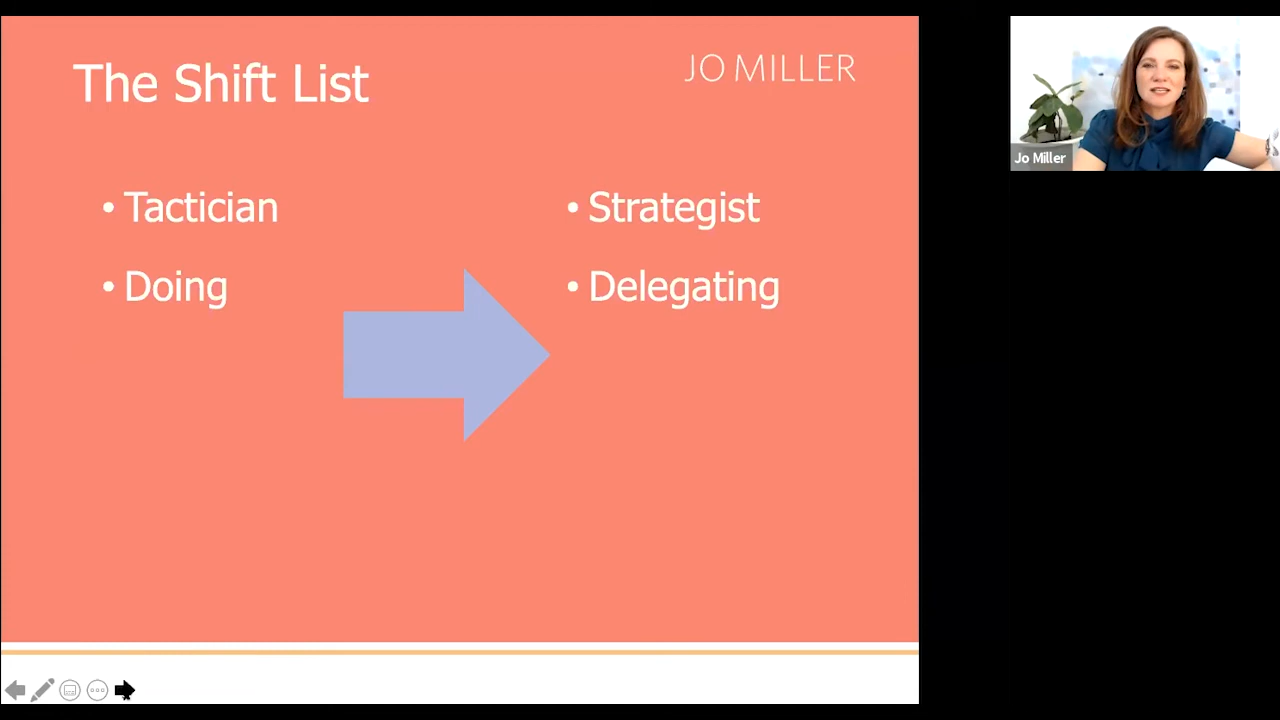 The Shift List
JO MILLER
• Tactician
• Doing
• Strategist
• Delegating
Jo Miller